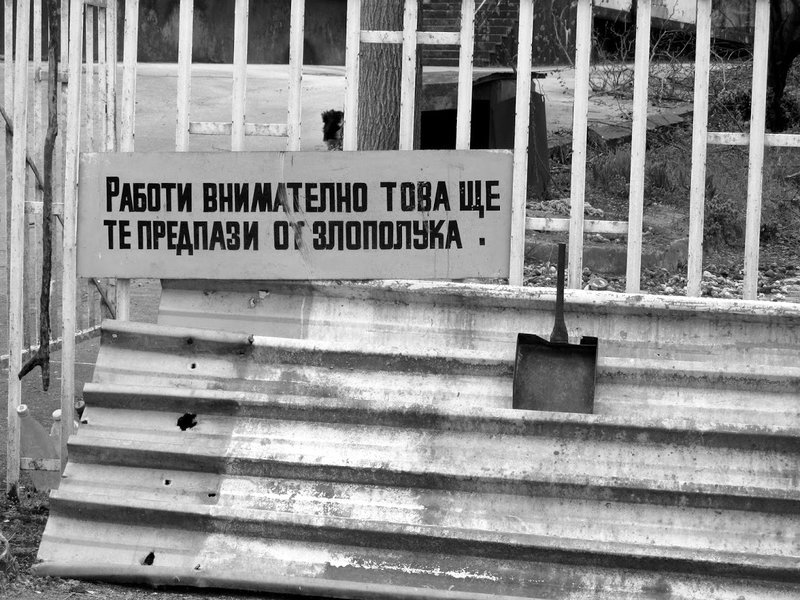 РАБОТИ ВНИМАТЕЛНО ТОВА ЩЕ
ТЕ ПРЕДПАЗИ ОТ ЗЛОПОЛУКА .